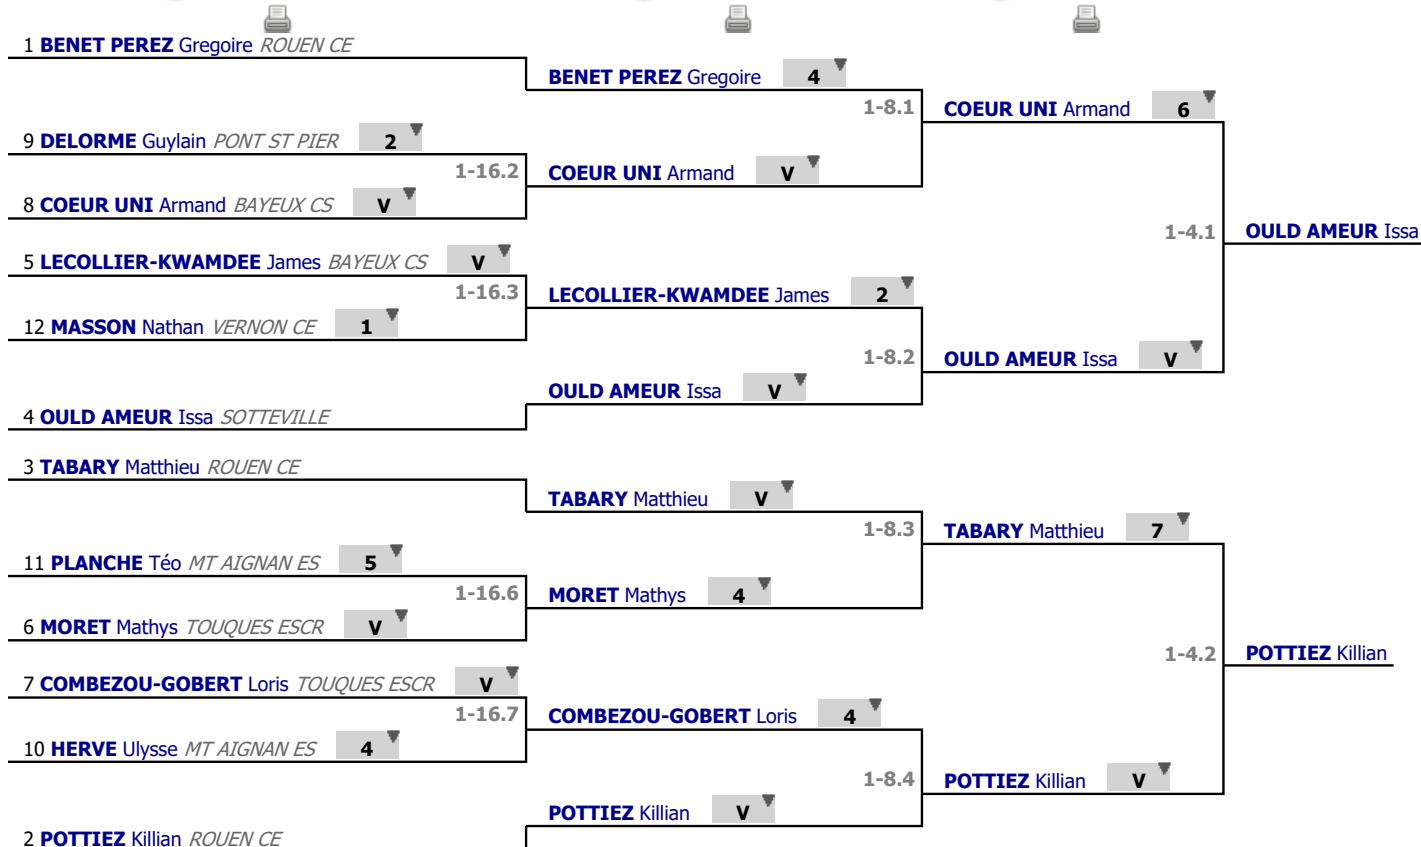 1 BENET PEREZ Gregoire ROUEN CE
BENET PEREZ Gregoire 4
1-8.1
COEUR UNI Armand 6
9 DELORME Guylain PONT ST PIER 2
1-16.2
COEUR UNI Armand V
8 COEUR UNI Armand BAYEUX CS V
1-4.1
OULD AMEUR Issa
5 LECOLLIER-KWAMDEE James BAYEUX CS V
1-16.3
LECOLLIER-KWAMDEE James 2
12 MASSON Nathan VERNON CE 1
1-8.2
OULD AMEUR Issa V
OULD AMEUR Issa V
4 OULD AMEUR Issa SOTTEVILLE
3 TABARY Matthieu ROUEN CE
TABARY Matthieu V
1-8.3
TABARY Matthieu 7
11 PLANCHE Téo MT AIGNAN ES 5
1-16.6
MORET Mathys 4
6 MORET Mathys TOUQUES ESCR V
1-4.2
POTTIEZ Killian
7 COMBEZOU-GOBERT Loris TOUQUES ESCR V
1-16.7
COMBEZOU-GOBERT Loris 4
10 HERVE Ulysse MT AIGNAN ES 4
1-8.4
POTTIEZ Killian V
POTTIEZ Killian V
2 POTTIEZ Killian ROUEN CE